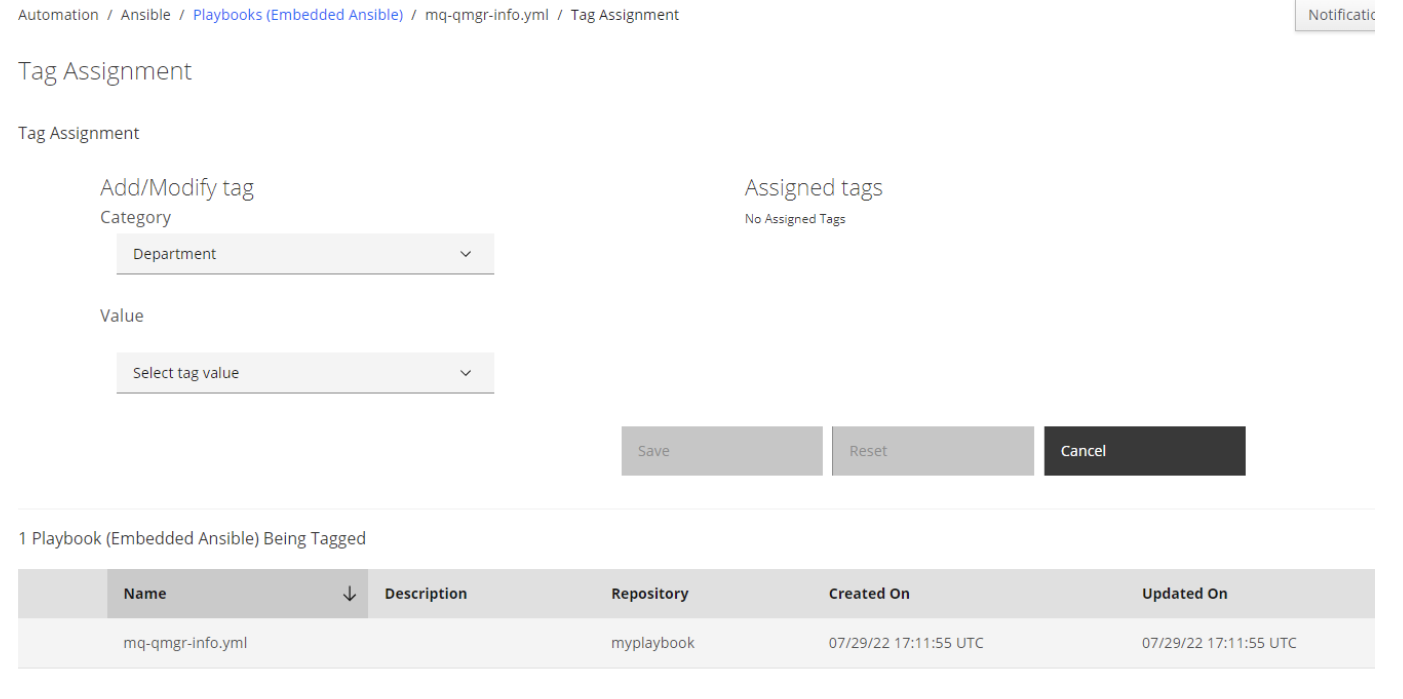 Automation / Ansible / Playbooks (Embedded Ansible) / mq-qmgr-info.yml / Tag Assignment
Notificatio
Tag Assignment
Tag Assignment
Add/Modify tag
Category
Department
Value
Select tag value
Assigned tags
No Assigned Tags
Save Reset Cancel
1 Playbook (Embedded Ansible) Being Tagged
Name Description Repository Created On Updated On
mq-qmgr-info.yml myplaybook 07/29/22 17:11:55 UTC 07/29/22 17:11:55 UTC